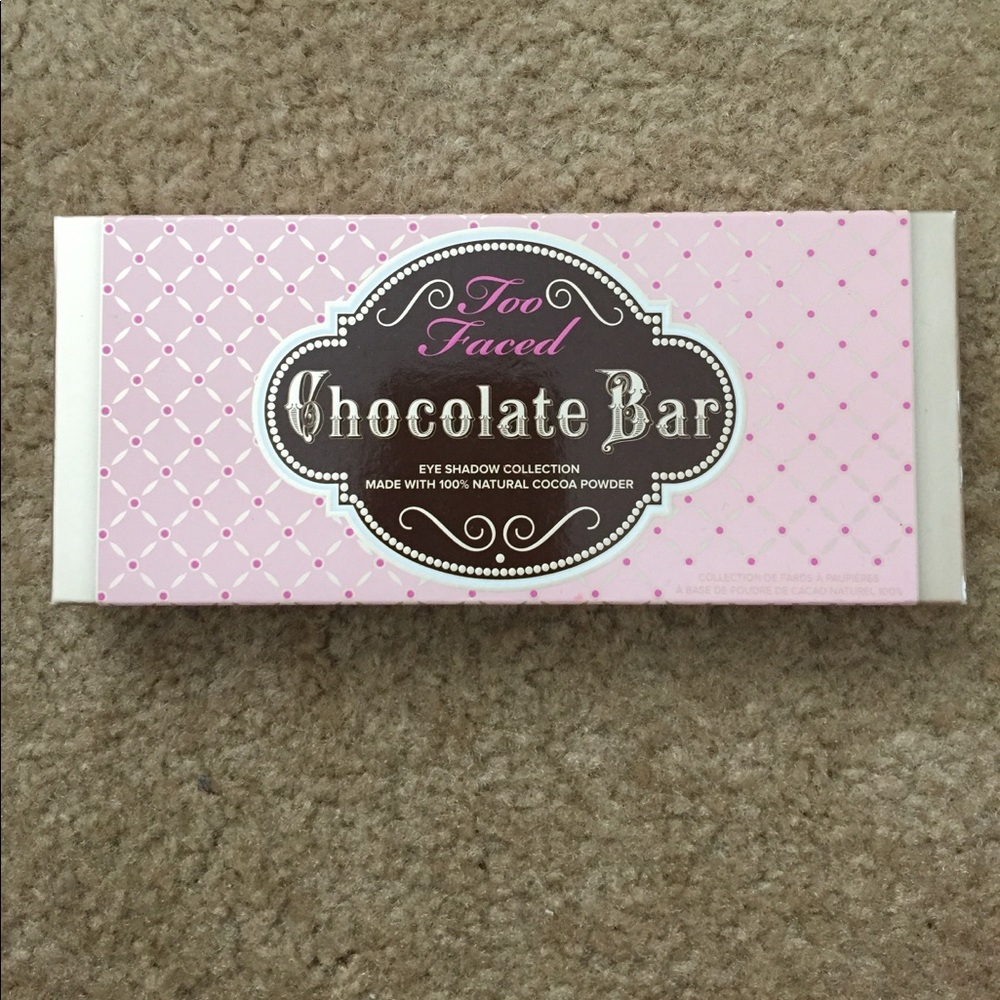 Too
Faced
Chocolate Bar
EYE SHADOW COLLECTION
MADE WITH 100% NATURAL COCOA POWDER
COLLECTION DE FARDS À PAUPIÈRES
À BASE DE POUDRE DE CACAO NATUREL 100%